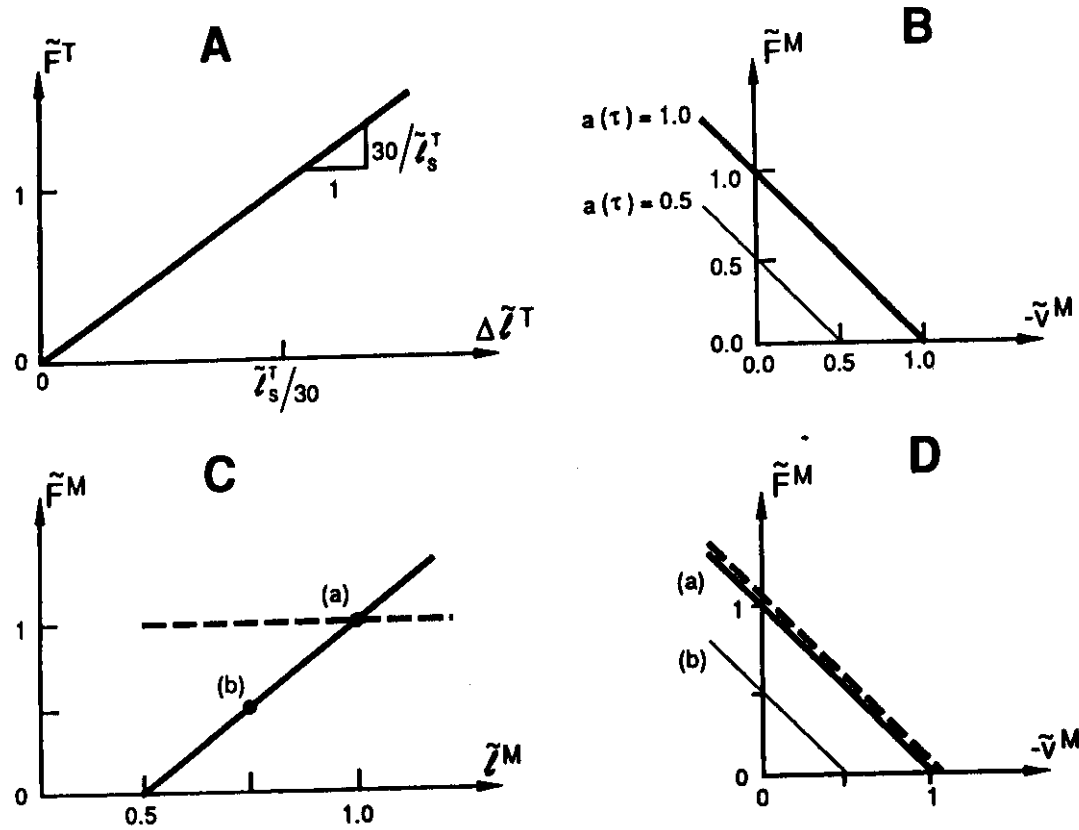 A
F̃ᵀ
1
0
30/l̃ₛᵀ
1
Δl̃ᵀ
0
l̃ₛᵀ/30
B
F̃ᴹ
a(τ) = 1.0
1.0
a(τ) = 0.5
0.5
0.0
-ṽᴹ
0.0 0.5 1.0
C
F̃ᴹ
(a)
1
(b)
0
l̃ᴹ
0.5 1.0
D
F̃ᴹ
(a)
1
(b)
0
-ṽᴹ
0 1